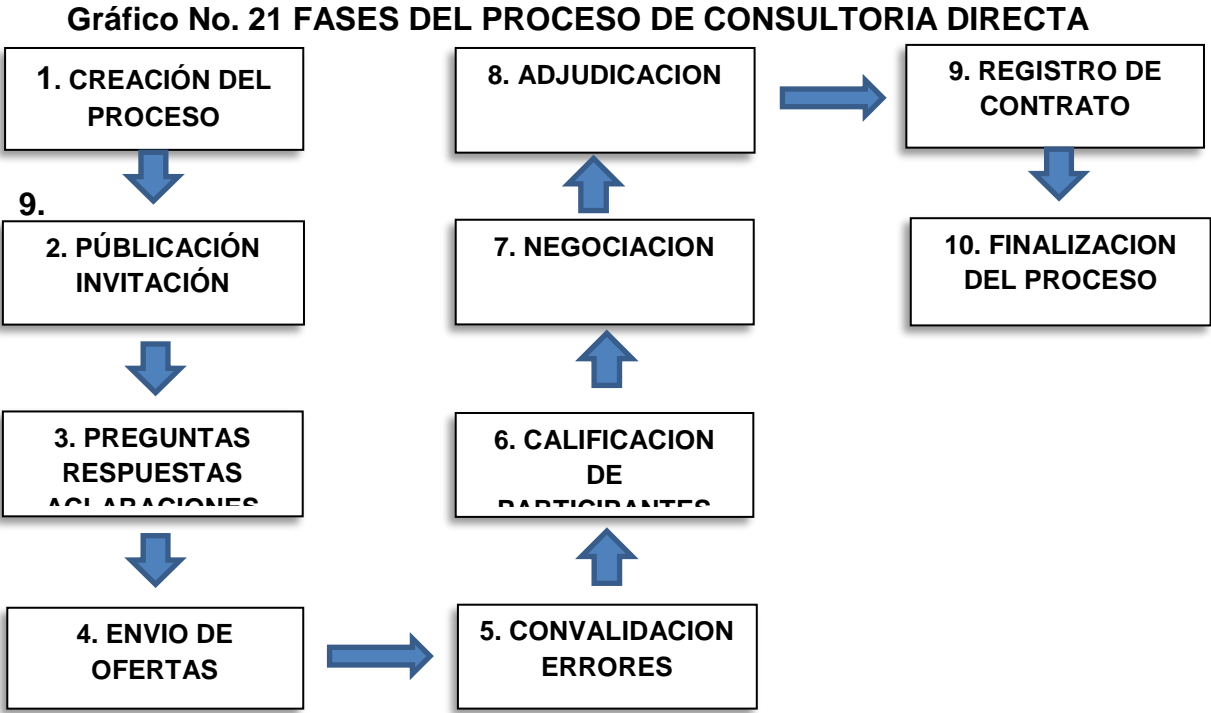 Gráfico No. 21 FASES DEL PROCESO DE CONSULTORIA DIRECTA
1. CREACIÓN DEL
PROCESO
9.
2. PÚBLICACIÓN
INVITACIÓN
3. PREGUNTAS
RESPUESTAS
ACLARACIONES
4. ENVIO DE
OFERTAS
5. CONVALIDACION
ERRORES
6. CALIFICACION
DE
PARTICIPANTES
7. NEGOCIACION
8. ADJUDICACION
9. REGISTRO DE
CONTRATO
10. FINALIZACION
DEL PROCESO